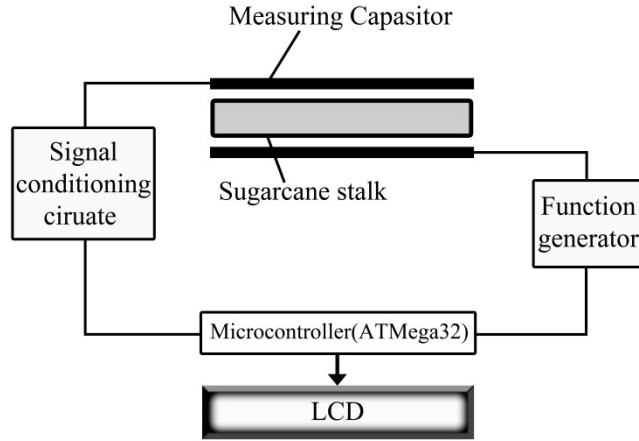 Measuring Capasitor
Signal
conditioning
ciruate
Sugarcane stalk
Function
generator
Microcontroller(ATMega32)
LCD